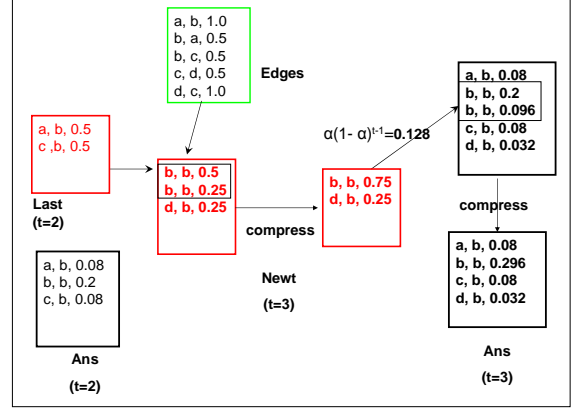 a, b, 1.0
b, a, 0.5
b, c, 0.5
c, d, 0.5
d, c, 1.0
Edges
a, b, 0.5
c ,b, 0.5
Last
(t=2)
b, b, 0.5
b, b, 0.25
d, b, 0.25
compress
Newt
(t=3)
b, b, 0.75
d, b, 0.25
α(1- α)^{t-1}=0.128
a, b, 0.08
b, b, 0.2
b, b, 0.096
c, b, 0.08
d, b, 0.032
compress
a, b, 0.08
b, b, 0.296
c, b, 0.08
d, b, 0.032
Ans
(t=3)
a, b, 0.08
b, b, 0.2
c, b, 0.08
Ans
(t=2)